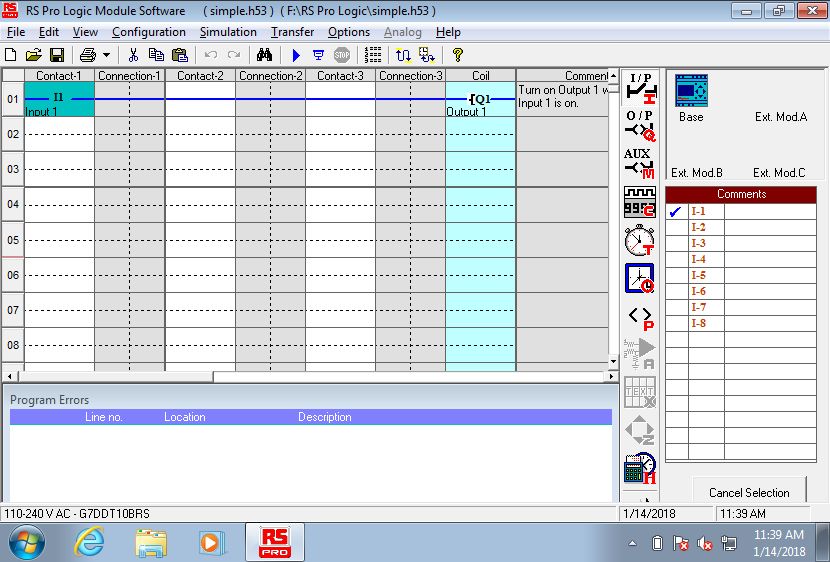 RS Pro Logic Module Software ( simple.h53 ) ( F:\RS Pro Logic\simple.h53 )
File Edit View Configuration Simulation Transfer Options Analog Help
STOP
Contact-1 Connection-1 Contact-2 Connection-2 Contact-3 Connection-3 Coil Comment
01 I1 [Q1 Turn on Output 1 w
Input 1 Output 1 Input 1 is on.
02
03
04
05
06
07
08
I/P
I
O/P
Q
AUX
M
C
T
P
A
TEXT
Z
H
Base Ext. Mod.A
Ext. Mod.B Ext. Mod.C
Comments
I-1
I-2
I-3
I-4
I-5
I-6
I-7
I-8
Cancel Selection
Program Errors
Line no. Location Description
110-240 V AC - G7DDT10BRS 1/14/2018 11:39 AM
RS
PRO
11:39 AM
1/14/2018